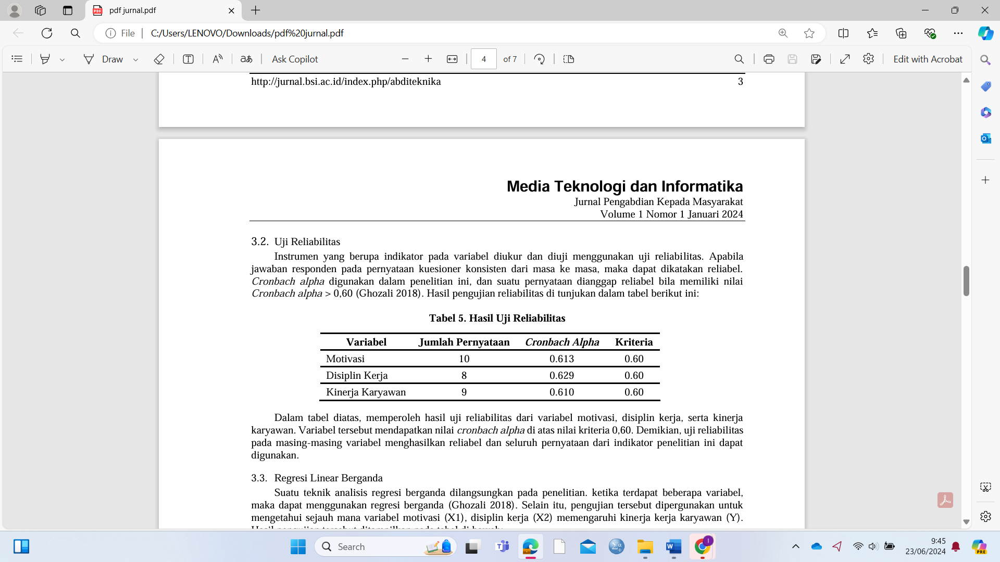 pdf jurnal.pdf
File
C:/Users/LENOVO/Downloads/pdf%20jurnal.pdf
Draw
Ask Copilot
4
of 7
Edit with Acrobat
http://jurnal.bsi.ac.id/index.php/abditeknika 3
Media Teknologi dan Informatika
Jurnal Pengabdian Kepada Masyarakat
Volume 1 Nomor 1 Januari 2024
3.2. Uji Reliabilitas
Instrumen yang berupa indikator pada variabel diukur dan diuji menggunakan uji reliabilitas. Apabila
jawaban responden pada pernyataan kuesioner konsisten dari masa ke masa, maka dapat dikatakan reliabel.
Cronbach alpha digunakan dalam penelitian ini, dan suatu pernyataan dianggap reliabel bila memiliki nilai
Cronbach alpha > 0,60 (Ghozali 2018). Hasil pengujian reliabilitas di tunjukan dalam tabel berikut ini:
Tabel 5. Hasil Uji Reliabilitas
Variabel Jumlah Pernyataan Cronbach Alpha Kriteria
Motivasi 10 0.613 0.60
Disiplin Kerja 8 0.629 0.60
Kinerja Karyawan 9 0.610 0.60
Dalam tabel diatas, memperoleh hasil uji reliabilitas dari variabel motivasi, disiplin kerja, serta kinerja
karyawan. Variabel tersebut mendapatkan nilai cronbach alpha di atas nilai kriteria 0,60. Demikian, uji reliabilitas
pada masing-masing variabel menghasilkan reliabel dan seluruh pernyataan dari indikator penelitian ini dapat
digunakan.
3.3. Regresi Linear Berganda
Suatu teknik analisis regresi berganda dilangsungkan pada penelitian. ketika terdapat beberapa variabel,
maka dapat menggunakan regresi berganda (Ghozali 2018). Selain itu, pengujian tersebut dipergunakan untuk
mengetahui sejauh mana variabel motivasi (X1), disiplin kerja (X2) memengaruhi kinerja kerja karyawan (Y).
Search
9:45
23/06/2024
PRE